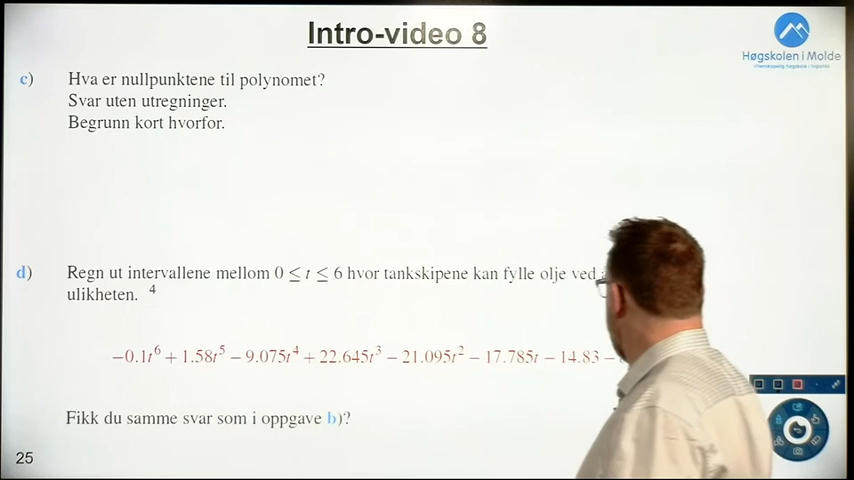 Intro-video 8
Høgskolen i Molde
c) Hva er nullpunktene til polynomet?
Svar uten utregninger.
Begrunn kort hvorfor.
d) Regn ut intervallene mellom 0 ≤ t ≤ 6 hvor tankskipene kan fylle olje ved
ulikheten. 4
−0.1t⁶ + 1.58t⁵ − 9.075t⁴ + 22.645t³ − 21.095t² − 17.785t − 14.83 −
Fikk du samme svar som i oppgave b)?
25